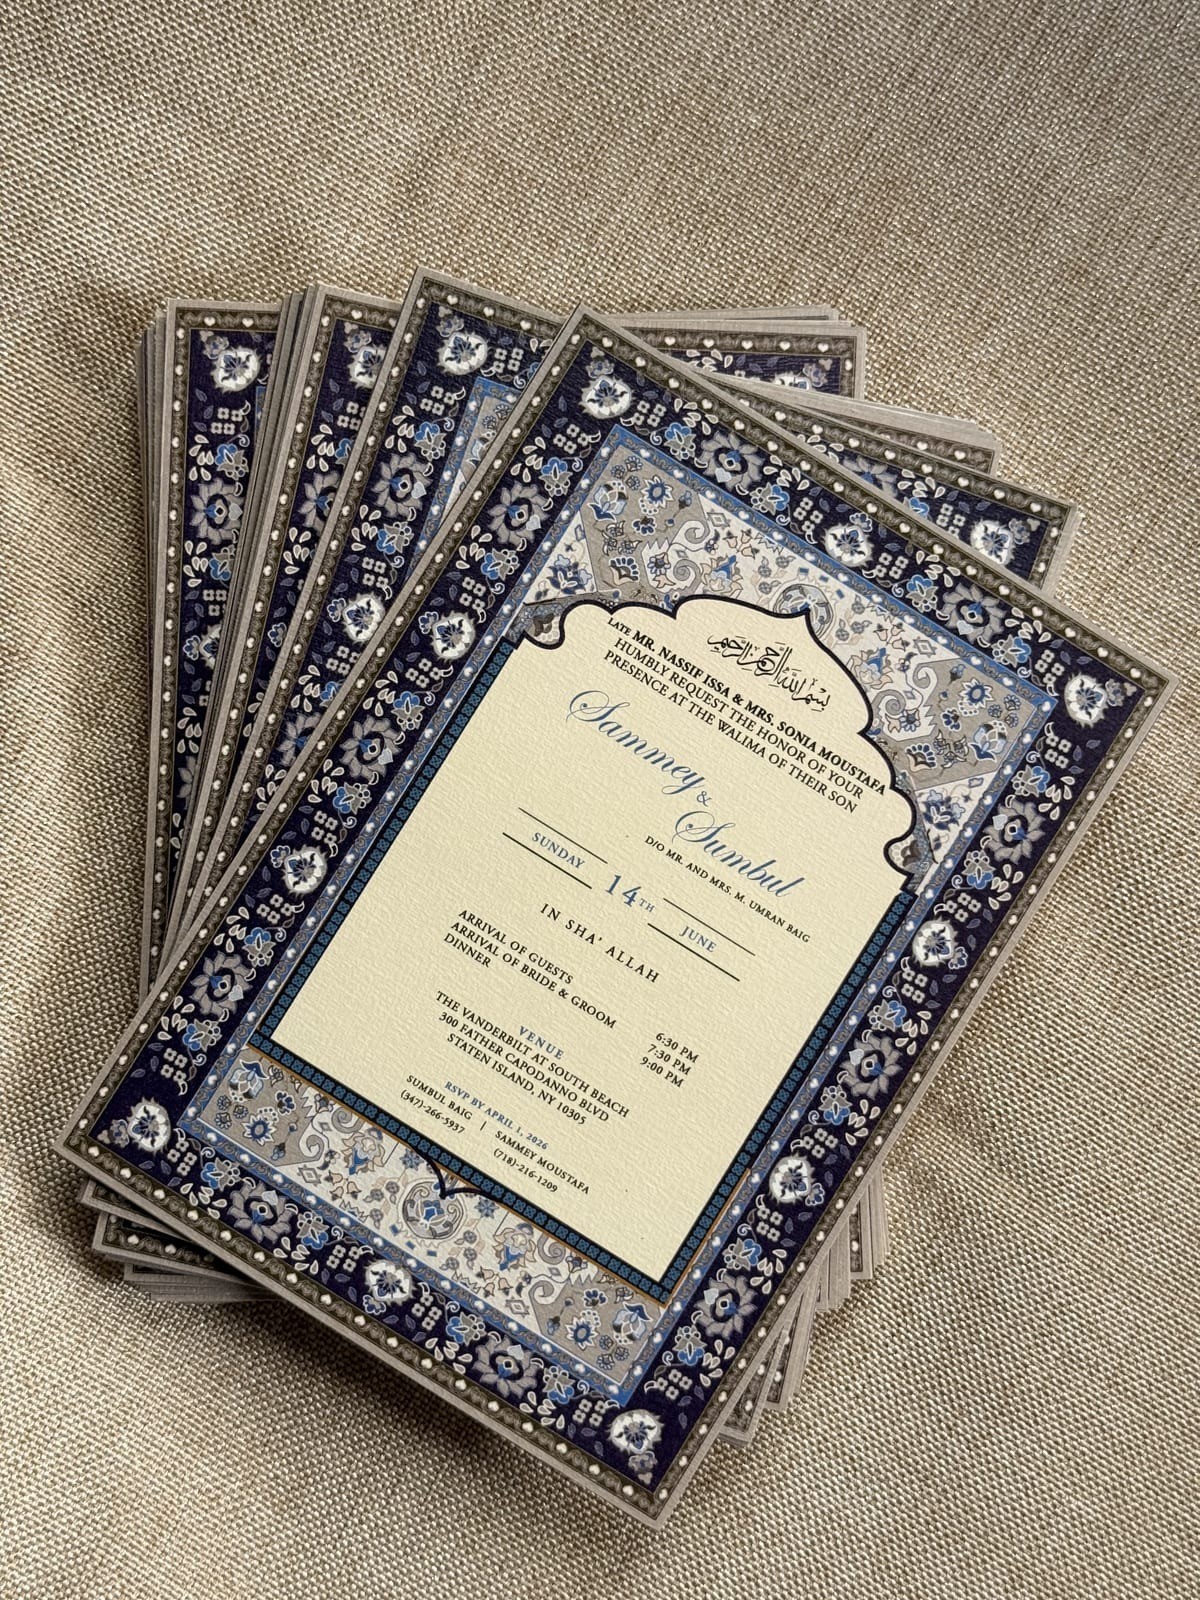 بسم الله الرحمن الرحيم
LATE MR. NASSIF ISSA & MRS. SONIA MOUSTAFA
HUMBLY REQUEST THE HONOR OF YOUR
PRESENCE AT THE WALIMA OF THEIR SON
Sammey
&
Sumbul
D/O MR. AND MRS. M. UMRAN BAIG
SUNDAY 14TH JUNE
IN SHA' ALLAH
ARRIVAL OF GUESTS 6:30 PM
ARRIVAL OF BRIDE & GROOM 7:30 PM
DINNER 9:00 PM
VENUE
THE VANDERBILT AT SOUTH BEACH
300 FATHER CAPODANNO BLVD
STATEN ISLAND, NY 10305
RSVP BY APRIL 1, 2026
SUMBUL BAIG | SAMMEY MOUSTAFA
(347)-266-5937 (718)-216-1209